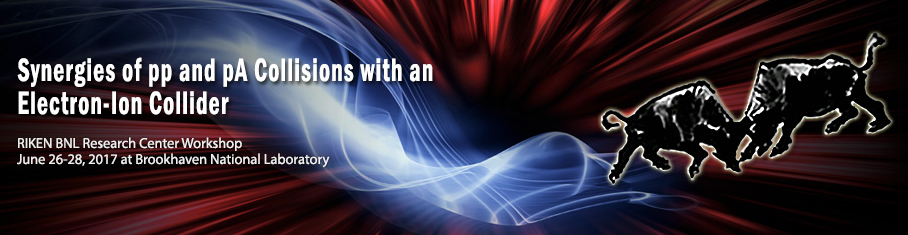 Synergies of pp and pA Collisions with an
Electron-Ion Collider
RIKEN BNL Research Center Workshop
June 26-28, 2017 at Brookhaven National Laboratory